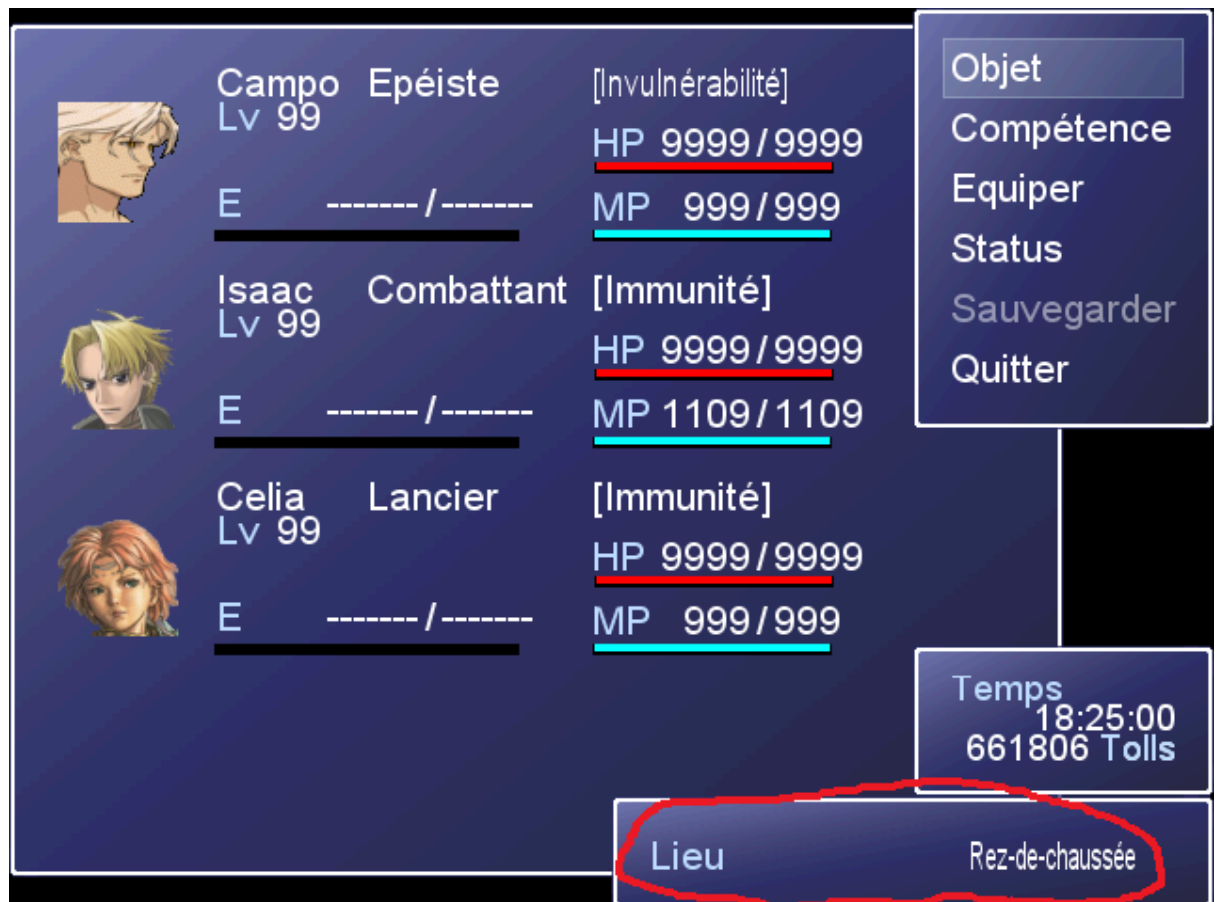 Campo Epéiste [Invulnérabilité]
Lv 99
HP 9999/9999
E -------/------- MP 999/999
Isaac Combattant [Immunité]
Lv 99
HP 9999/9999
E -------/------- MP 1109/1109
Celia Lancier [Immunité]
Lv 99
HP 9999/9999
E -------/------- MP 999/999
Objet
Compétence
Equiper
Status
Sauvegarder
Quitter
Temps
18:25:00
661806 Tolls
Lieu Rez-de-chaussée